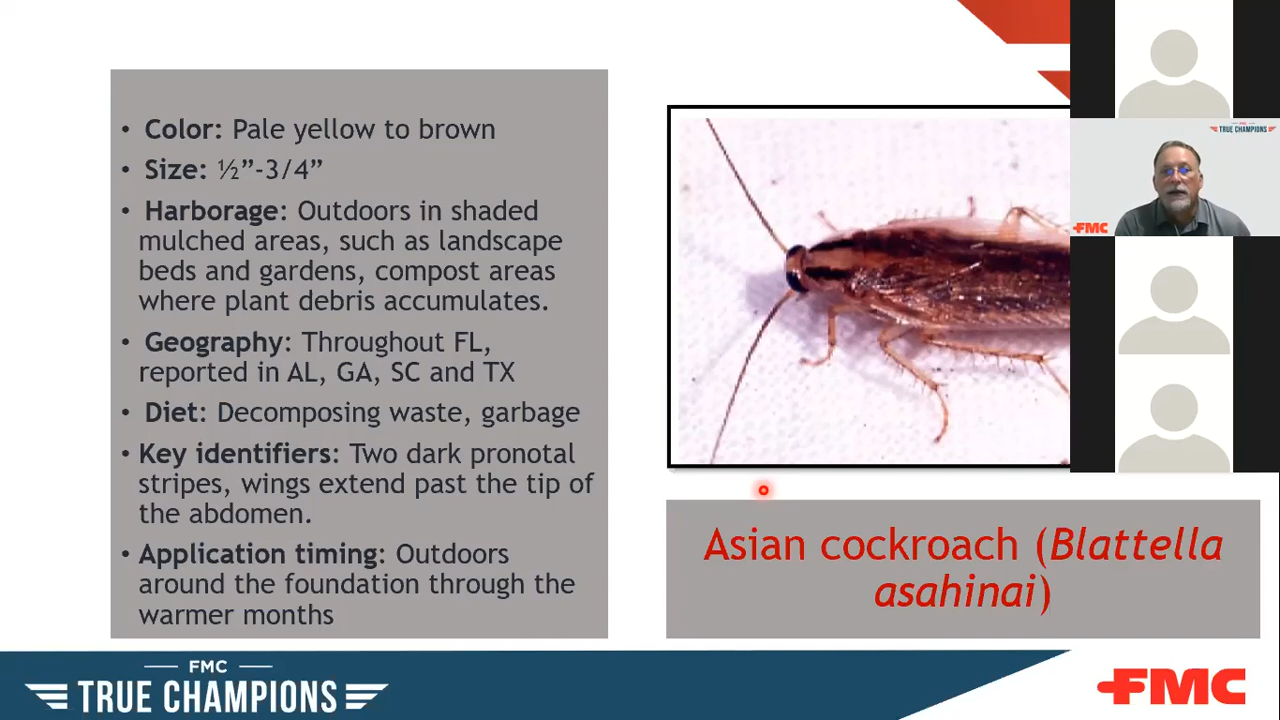 • Color: Pale yellow to brown
• Size: ½”-3/4”
• Harborage: Outdoors in shaded
mulched areas, such as landscape
beds and gardens, compost areas
where plant debris accumulates.
• Geography: Throughout FL,
reported in AL, GA, SC and TX
• Diet: Decomposing waste, garbage
• Key identifiers: Two dark pronotal
stripes, wings extend past the tip of
the abdomen.
• Application timing: Outdoors
around the foundation through the
warmer months
Asian cockroach (Blattella
asahinai)
TRUE CHAMPIONS
FMC
FMC
TRUE CHAMPIONS
FMC